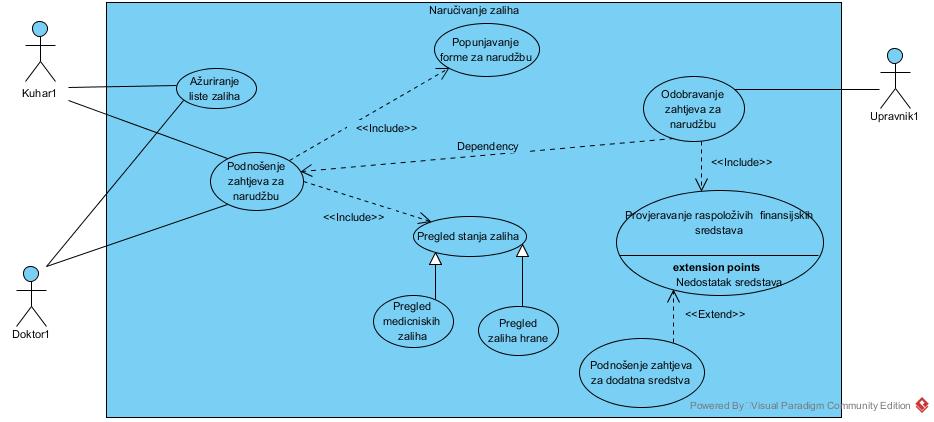 Naručivanje zaliha
Popunjavanje
forme za narudžbu
Kuhar1
Ažuriranje
liste zaliha
Odobravanje
zahtjeva za
narudžbu
Upravnik1
<<Include>>
Dependency
<<Include>>
Podnošenje
zahtjeva za
narudžbu
<<Include>>
Pregled stanja zaliha
Provjeravanje raspoloživih finansijskih
sredstava
extension points
Nedostatak sredstava
Doktor1
Pregled
medicniskih
zaliha
Pregled
zaliha hrane
<<Extend>>
Podnošenje zahtjeva
za dodatna sredstva
Powered By Visual Paradigm Community Edition